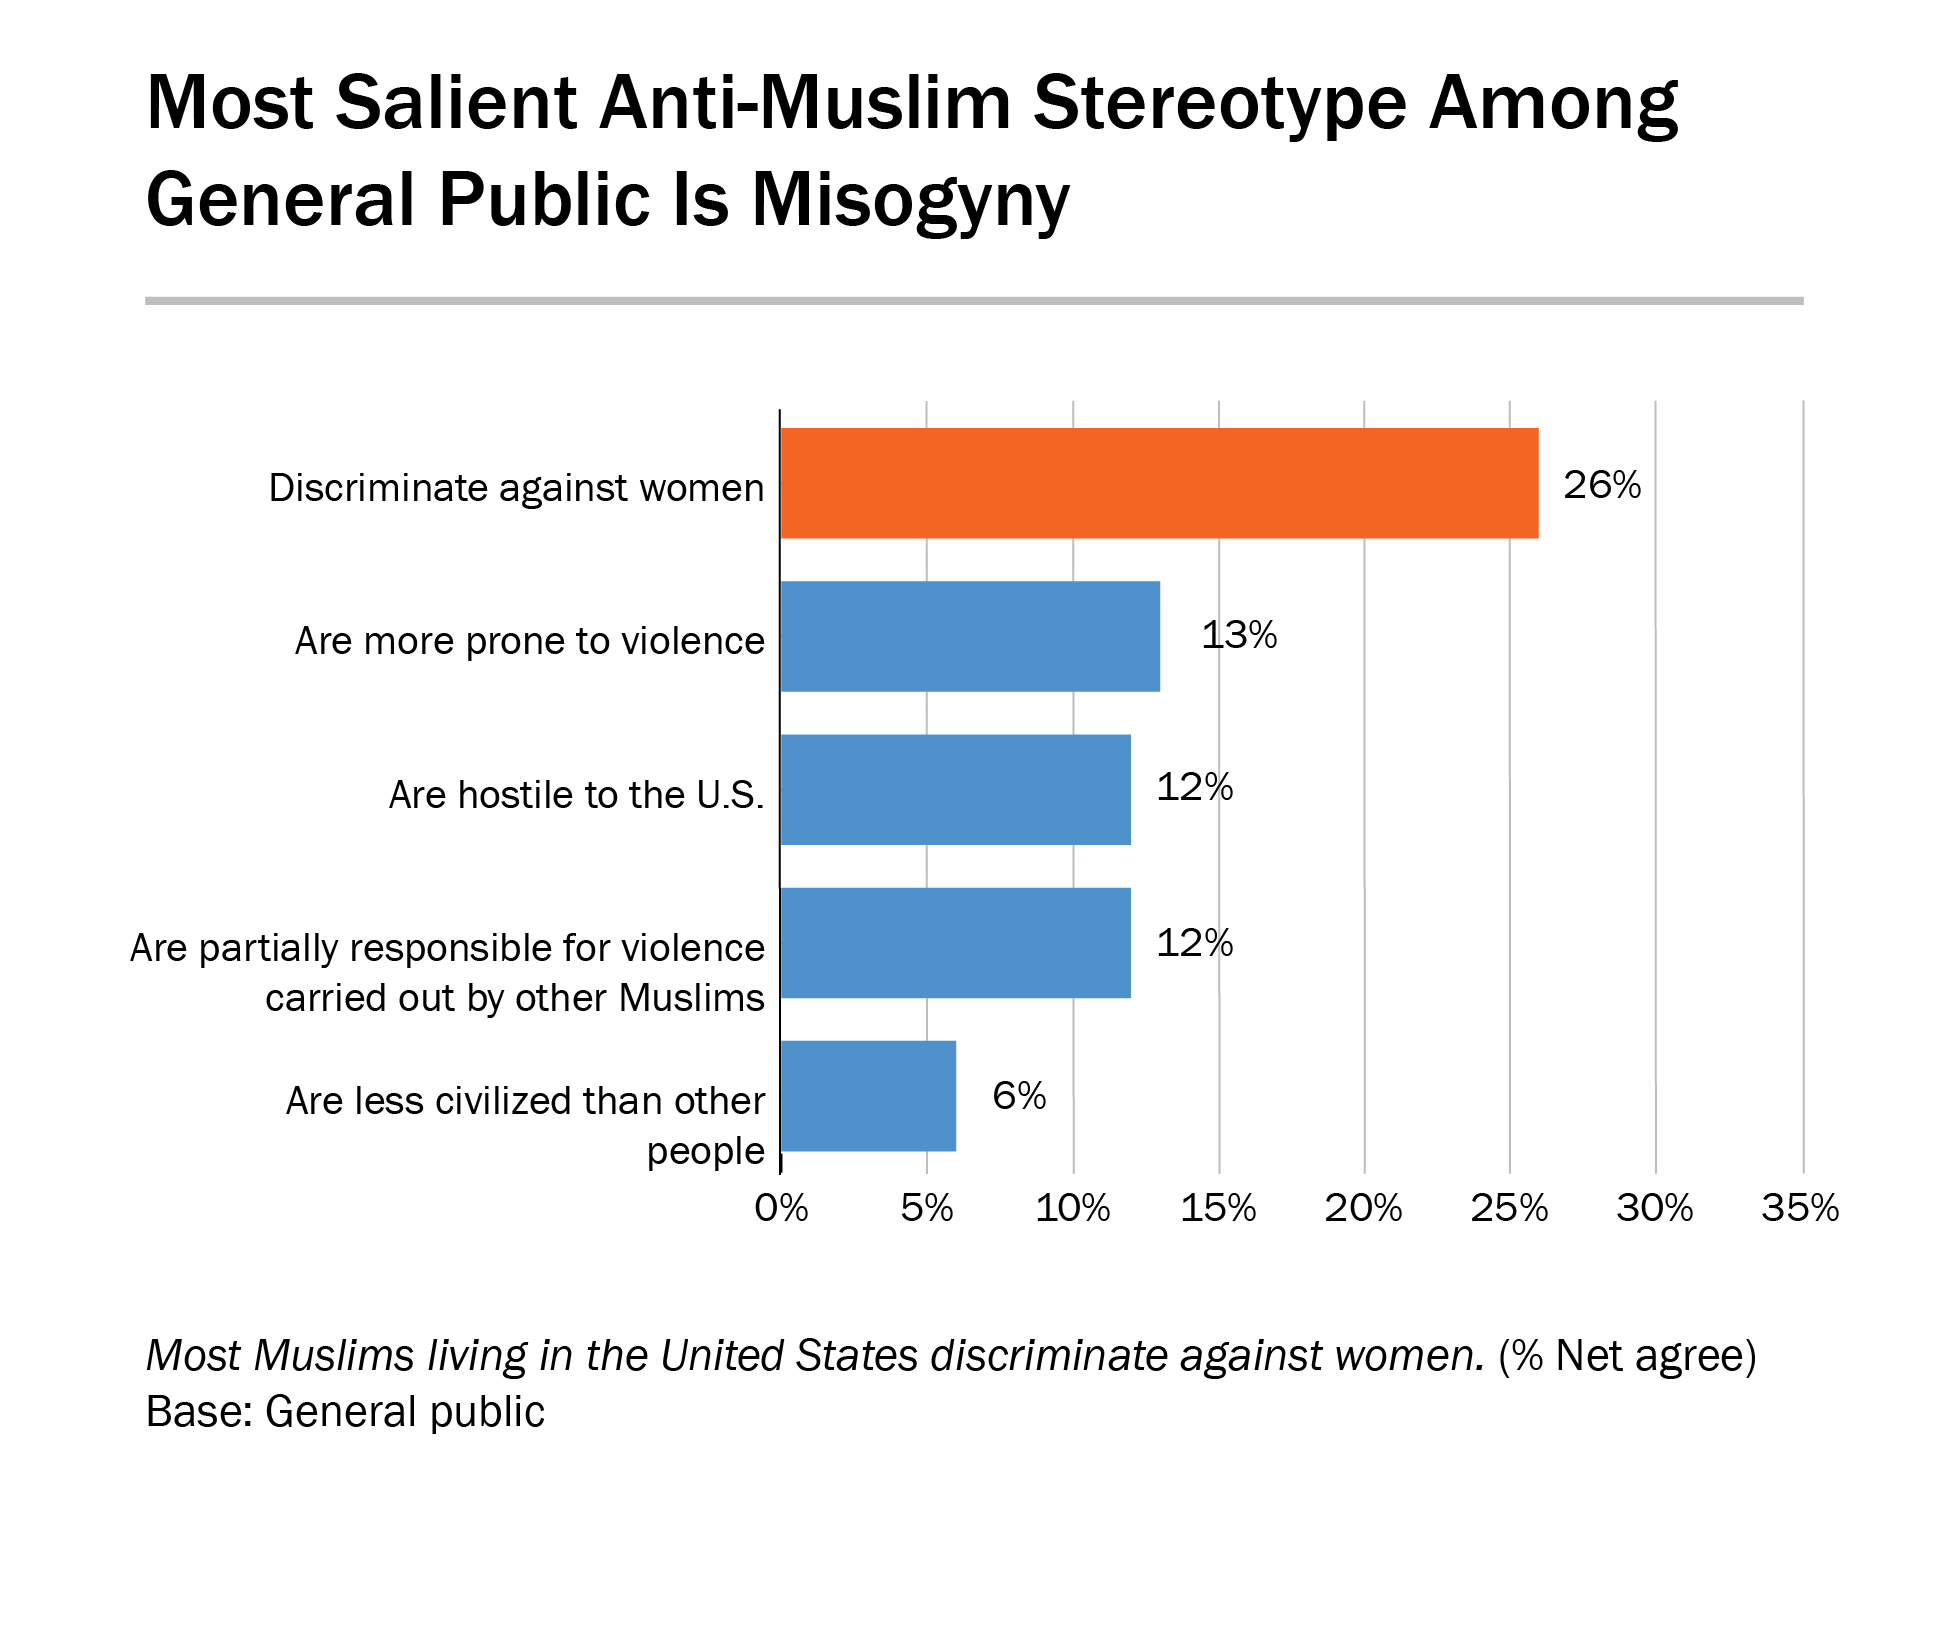 Most Salient Anti-Muslim Stereotype Among
General Public Is Misogyny
Discriminate against women
26%
Are more prone to violence
13%
Are hostile to the U.S.
12%
Are partially responsible for violence
carried out by other Muslims
12%
Are less civilized than other
people
6%
0% 5% 10% 15% 20% 25% 30% 35%
Most Muslims living in the United States discriminate against women. (% Net agree)
Base: General public